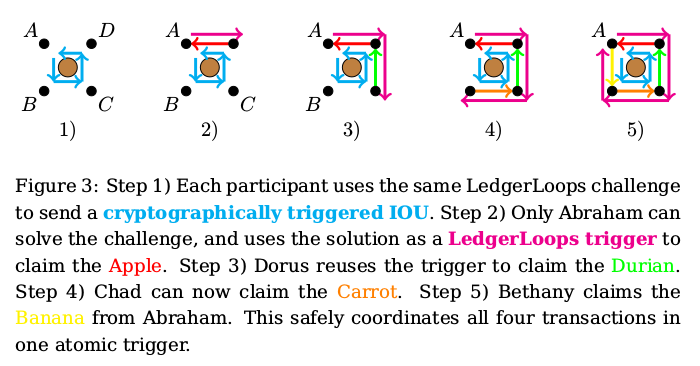 A D A A A A
B C B C B
1) 2) 3) 4) 5)
Figure 3: Step 1) Each participant uses the same LedgerLoops challenge
to send a cryptographically triggered IOU. Step 2) Only Abraham can
solve the challenge, and uses the solution as a LedgerLoops trigger to
claim the Apple. Step 3) Dorus reuses the trigger to claim the Durian.
Step 4) Chad can now claim the Carrot. Step 5) Bethany claims the
Banana from Abraham. This safely coordinates all four transactions in
one atomic trigger.